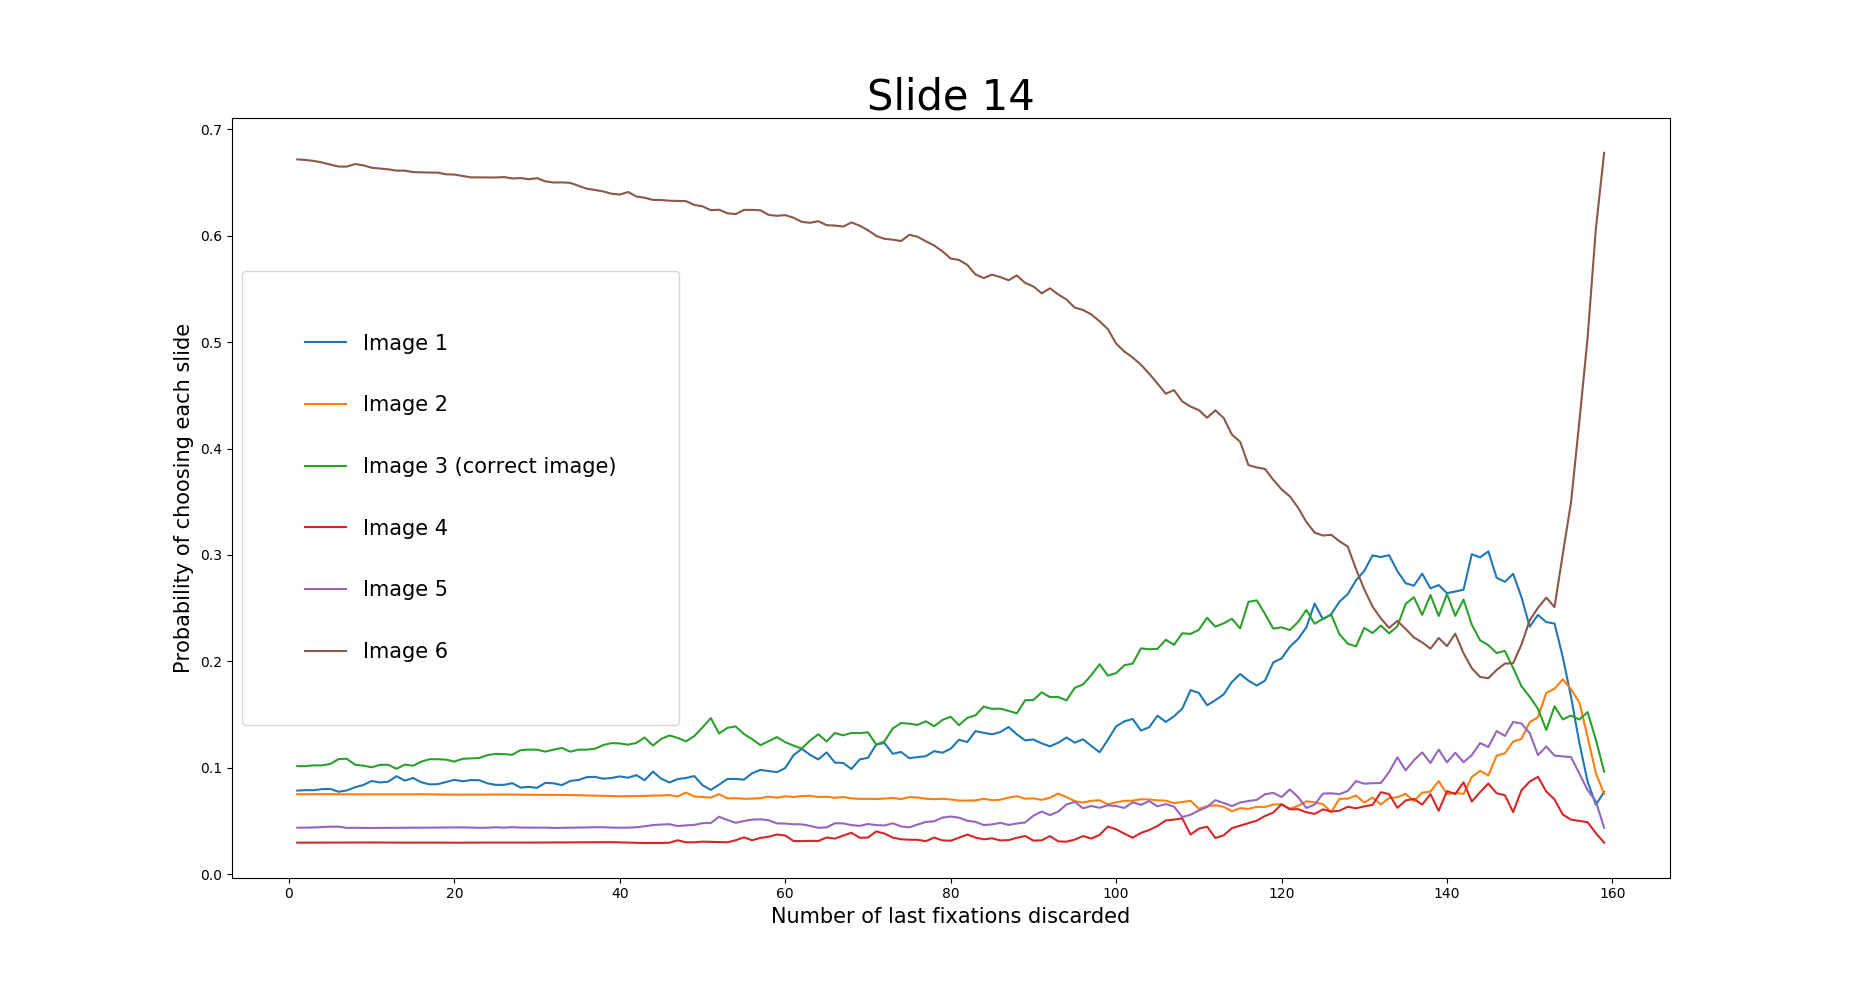 Slide 14
Probability of choosing each slide
0.7
0.6
0.5
0.4
0.3
0.2
0.1
0.0
Image 1
Image 2
Image 3 (correct image)
Image 4
Image 5
Image 6
0 20 40 60 80 100 120 140 160
Number of last fixations discarded